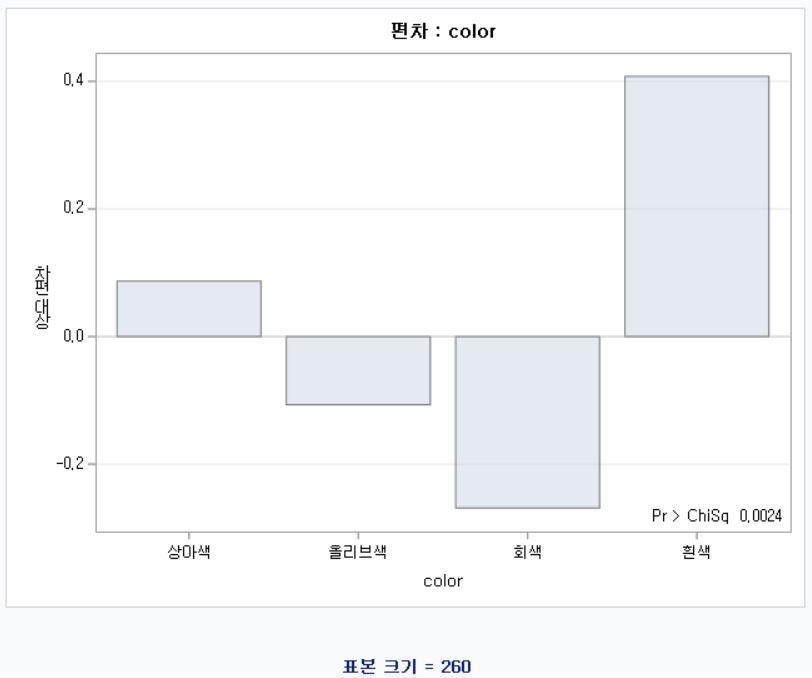 편차 : color
0,4
0,2
0,0
-0,2
차
편
대
상
Pr > ChiSq 0,0024
상아색 올리브색 회색 흰색
color
표본 크기 = 260